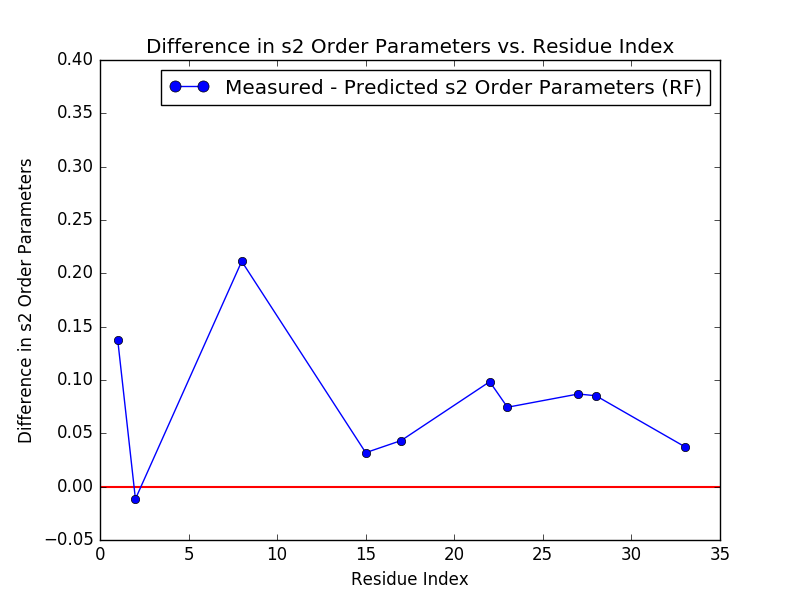 Difference in s2 Order Parameters vs. Residue Index
Measured - Predicted s2 Order Parameters (RF)
Difference in s2 Order Parameters
0.40
0.35
0.30
0.25
0.20
0.15
0.10
0.05
0.00
−0.05
0 5 10 15 20 25 30 35
Residue Index